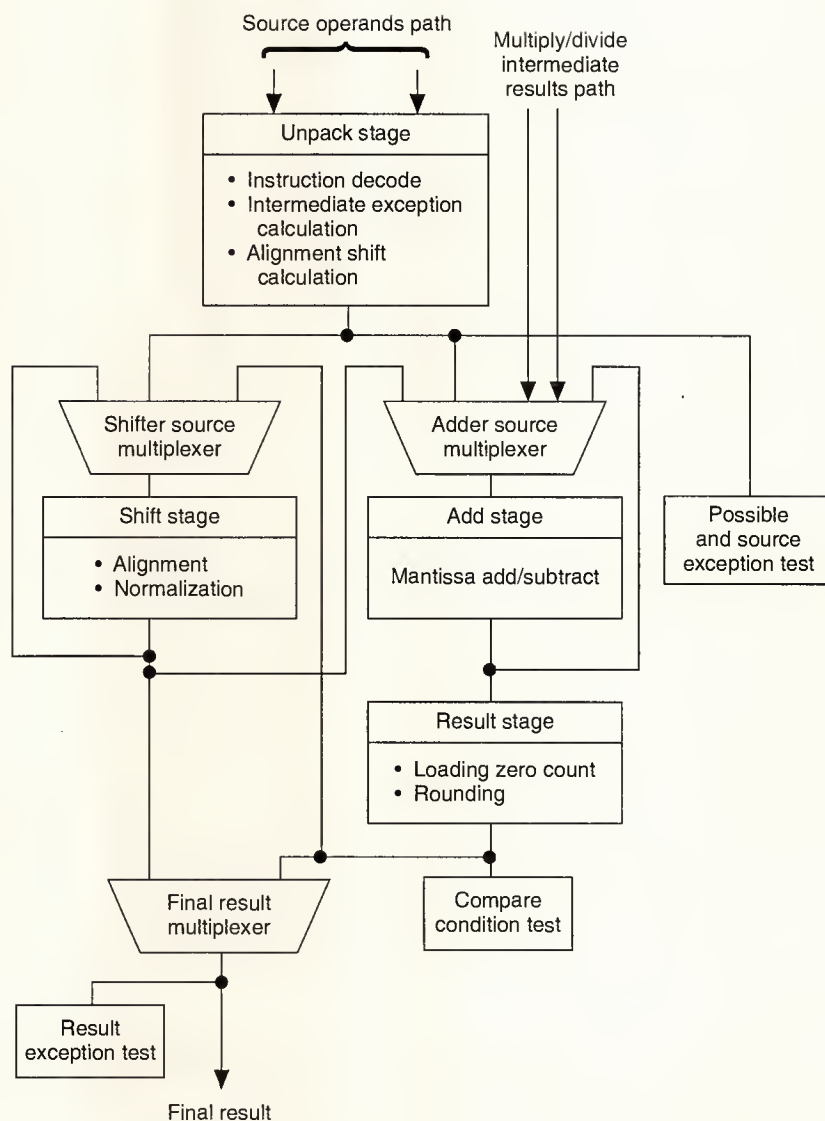 Source operands path
Multiply/divide
intermediate
results path
Unpack stage
• Instruction decode
• Intermediate exception
calculation
• Alignment shift
calculation
Shifter source
multiplexer
Adder source
multiplexer
Shift stage
• Alignment
• Normalization
Add stage
Mantissa add/subtract
Possible
and source
exception test
Result stage
• Loading zero count
• Rounding
Final result
multiplexer
Compare
condition test
Result
exception test
Final result